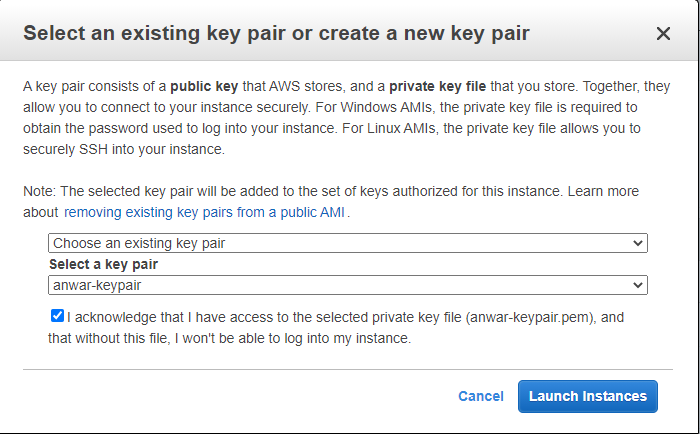 Select an existing key pair or create a new key pair
A key pair consists of a public key that AWS stores, and a private key file that you store. Together, they
allow you to connect to your instance securely. For Windows AMIs, the private key file is required to
obtain the password used to log into your instance. For Linux AMIs, the private key file allows you to
securely SSH into your instance.
Note: The selected key pair will be added to the set of keys authorized for this instance. Learn more
about removing existing key pairs from a public AMI .
Choose an existing key pair
Select a key pair
anwar-keypair
I acknowledge that I have access to the selected private key file (anwar-keypair.pem), and
that without this file, I won't be able to log into my instance.
Cancel Launch Instances